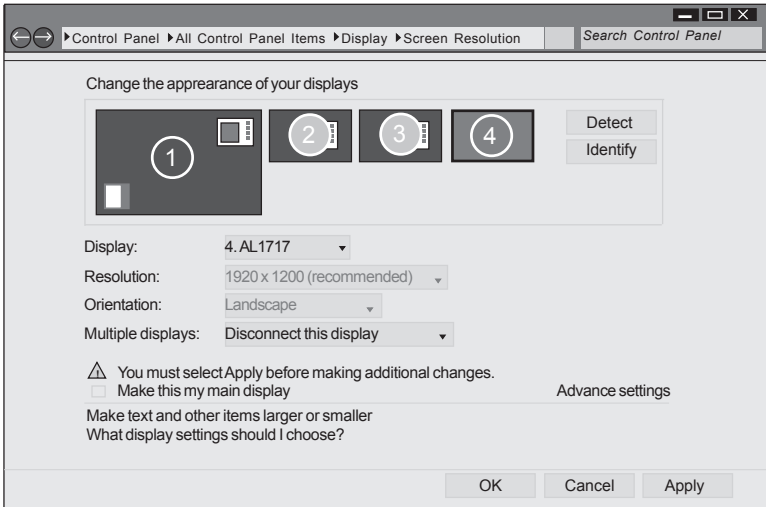 Control Panel All Control Panel Items Display Screen Resolution Search Control Panel
Change the apprearance of your displays
1 2 3 4
Detect
Identify
Display: 4. AL1717
Resolution: 1920 x 1200 (recommended)
Orientation: Landscape
Multiple displays: Disconnect this display
You must select Apply before making additional changes.
Make this my main display Advance settings
Make text and other items larger or smaller
What display settings should I choose?
OK Cancel Apply